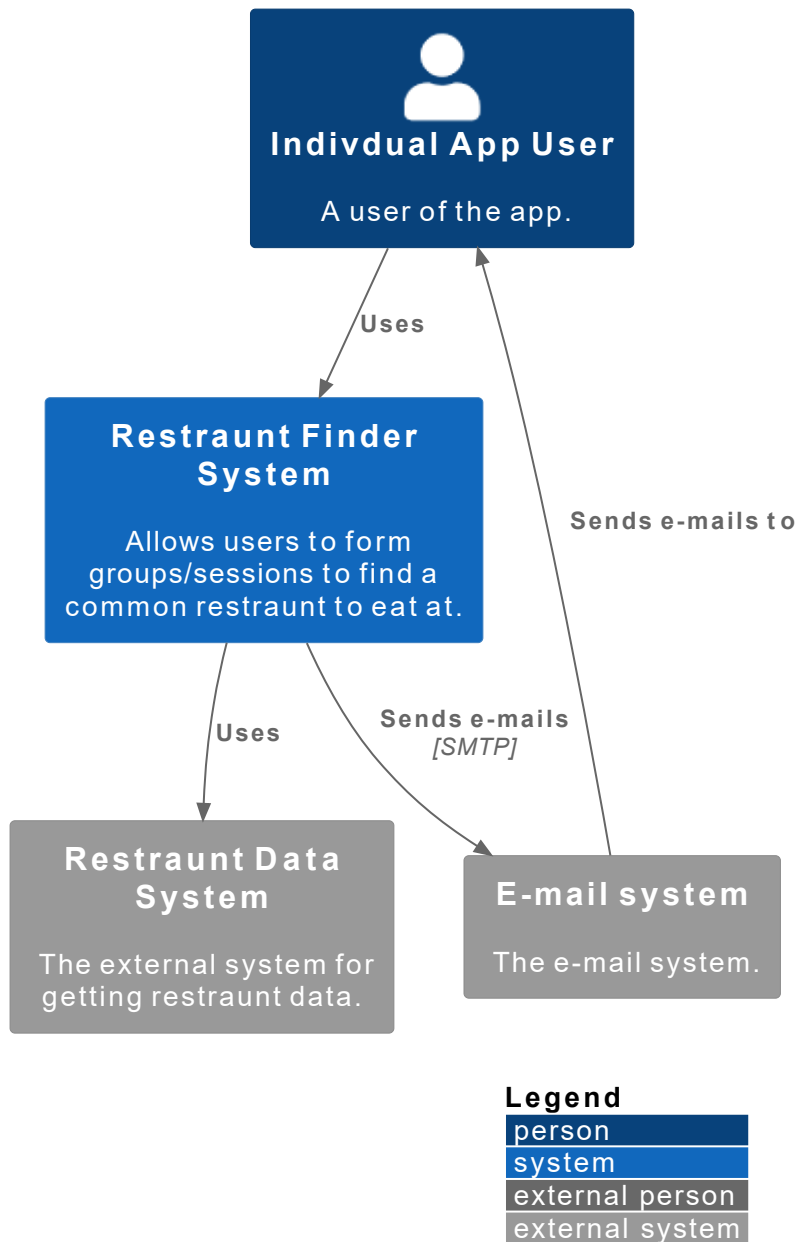 Indivdual App User
A user of the app.
Uses
Restraunt Finder
System
Allows users to form
groups/sessions to find a
common restraunt to eat at.
Sends e-mails to
Uses
Sends e-mails
[SMTP]
Restraunt Data
System
The external system for
getting restraunt data.
E-mail system
The e-mail system.
Legend
person
system
external person
external system